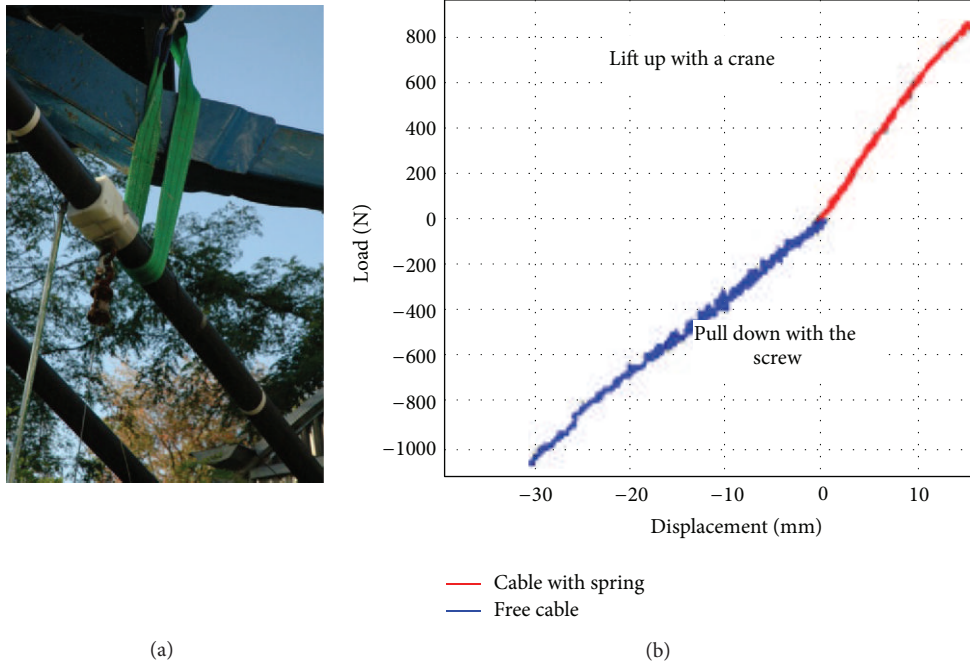 Load (N)
800
600
400
200
0
−200
−400
−600
−800
−1000
Lift up with a crane
Pull down with the
screw
−30 −20 −10 0 10
Displacement (mm)
Cable with spring
Free cable
(a) (b)